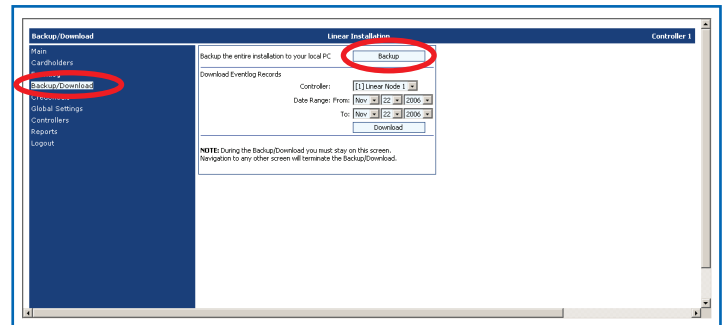 Backup/Download Linear Installation Controller 1
Main
Cardholders
Backup/Download
Global Settings
Controllers
Reports
Logout
Backup the entire installation to your local PC Backup
Download Eventlog Records
Controller: [1] Linear Node 1
Date Range: From: Nov 22 2006
To: Nov 22 2006
Download
NOTE: During the Backup/Download you must stay on this screen.
Navigation to any other screen will terminate the Backup/Download.